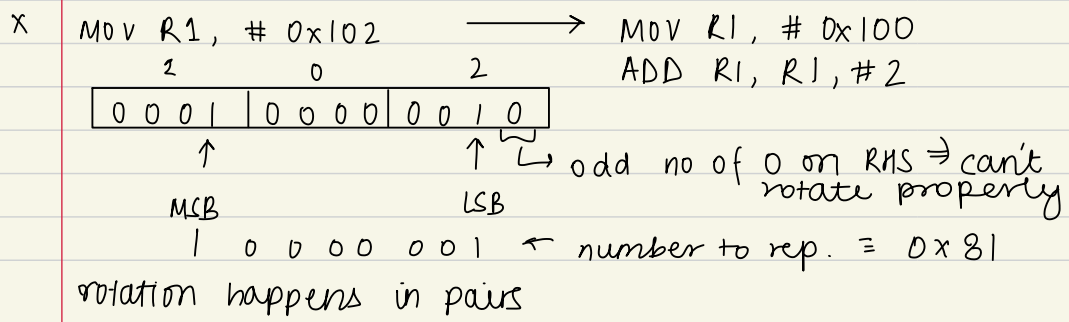 x MOV R1, # 0x102 → MOV R1, # 0x100
1 0 2 ADD R1, R1, #2
0 0 0 1 0 0 0 0 0 0 1 0
↑ ↑ ↳ odd no of 0 on RHS ⇒ can't
rotate properly
MSB LSB
1 0 0 0 0 0 0 1 ← number to rep. = 0x81
rotation happens in pairs